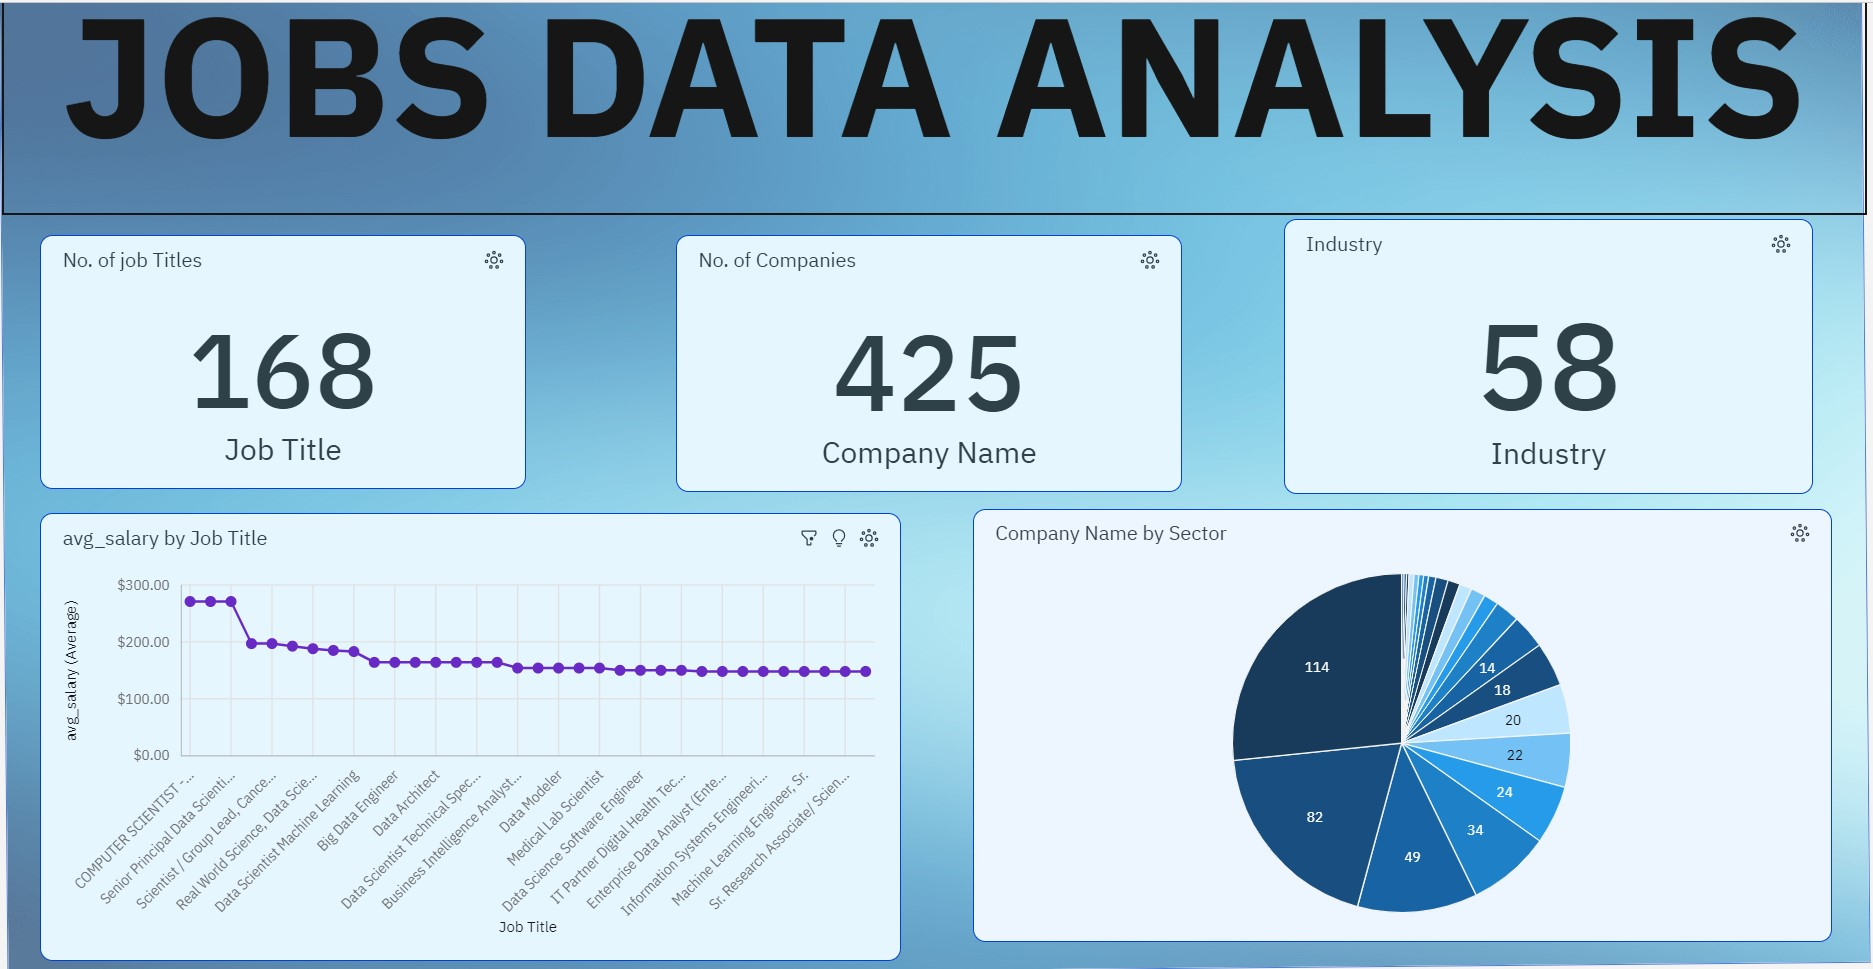 JOBS DATA ANALYSIS
No. of job Titles
168
Job Title
No. of Companies
425
Company Name
Industry
58
Industry
avg_salary by Job Title
avg_salary (Average)
$300.00
$200.00
$100.00
$0.00
COMPUTER SCIENTIST -...
Senior Principal Data Scienti...
Scientist / Group Lead, Cance...
Real World Science, Data Scie...
Data Scientist Machine Learning
Big Data Engineer
Data Architect
Data Scientist Technical Spec...
Business Intelligence Analyst...
Data Modeler
Medical Lab Scientist
Data Science Software Engineer
IT Partner Digital Health Tec...
Enterprise Data Analyst (Ente...
Information Systems Engineeri...
Machine Learning Engineer, Sr.
Sr. Research Associate/ Scien...
Job Title
Company Name by Sector
114
82
49
34
24
22
20
18
14